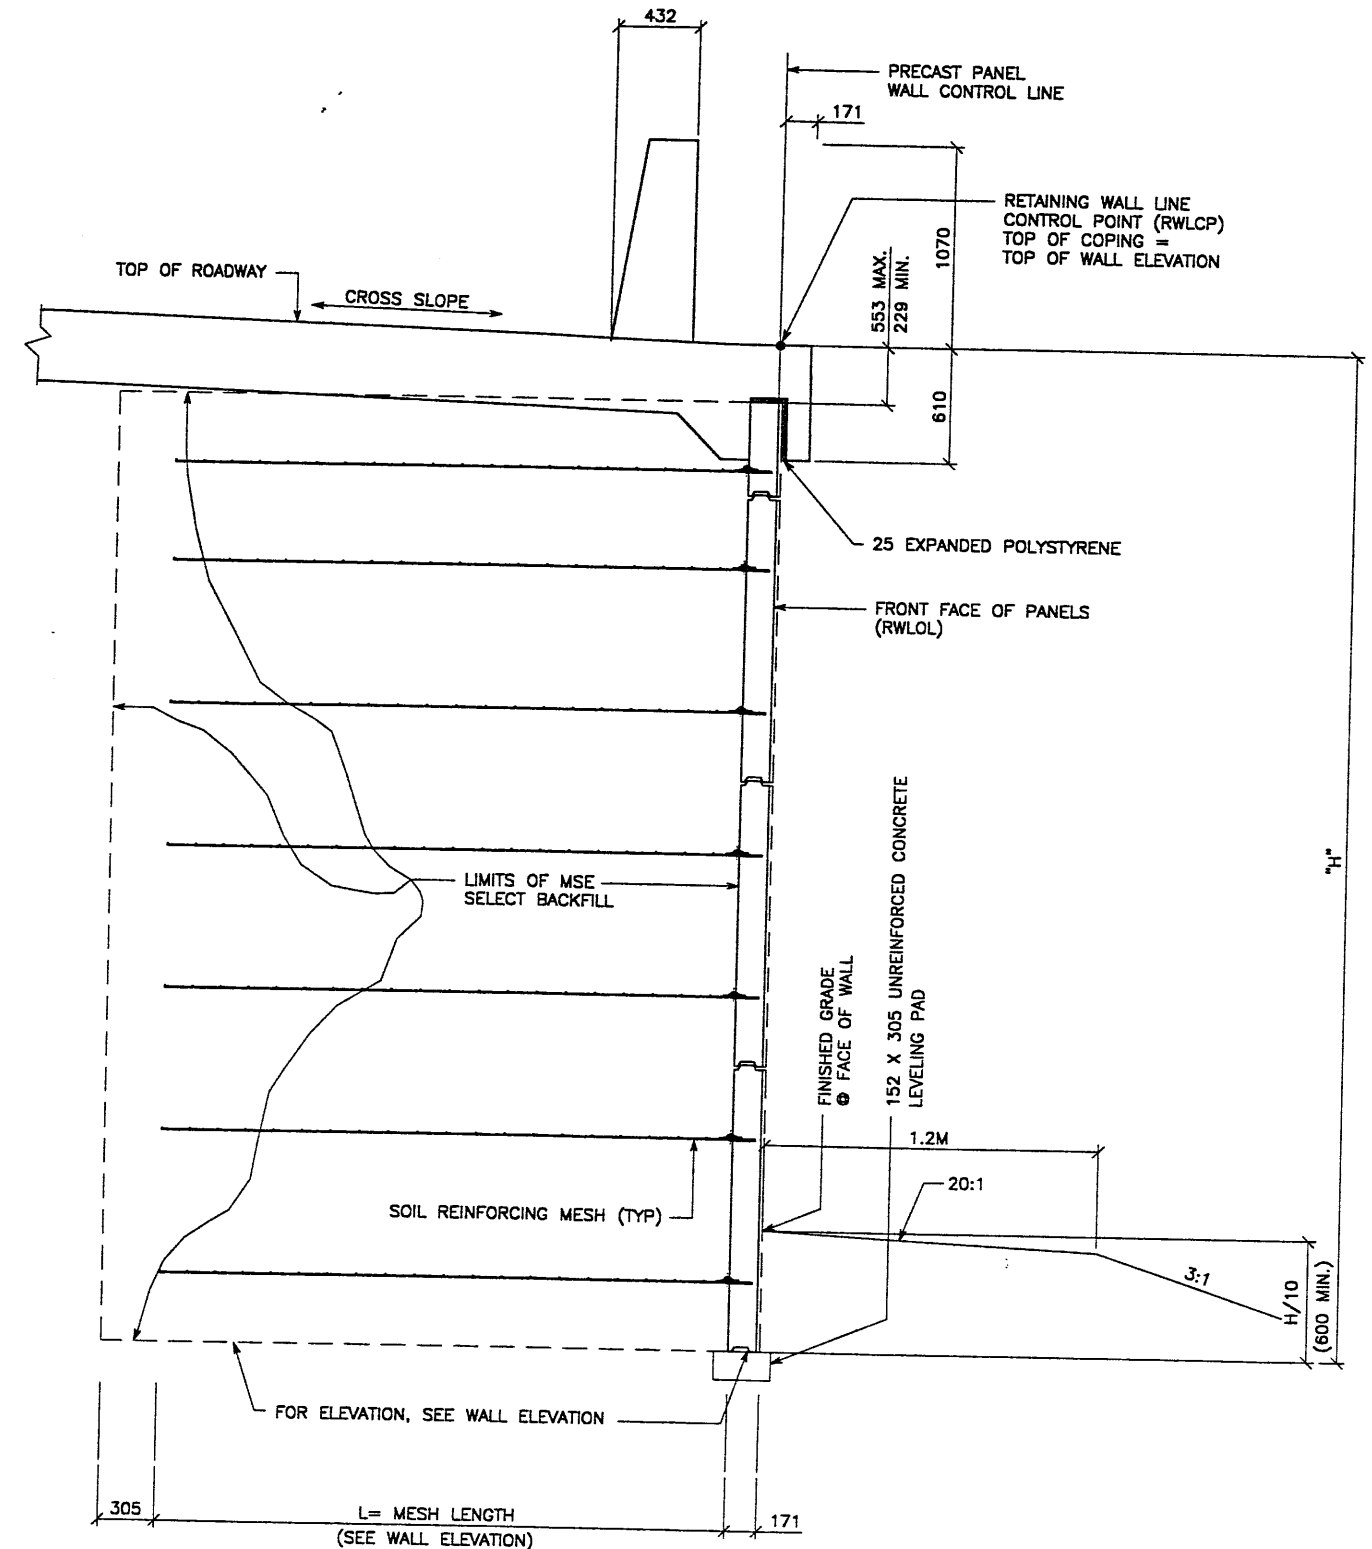 432
PRECAST PANEL
WALL CONTROL LINE
171
RETAINING WALL LINE
CONTROL POINT (RWLCP)
TOP OF COPING =
TOP OF WALL ELEVATION
1070
553 MAX.
229 MIN.
TOP OF ROADWAY
CROSS SLOPE
610
25 EXPANDED POLYSTYRENE
FRONT FACE OF PANELS
(RWLOL)
"H"
LIMITS OF MSE
SELECT BACKFILL
FINISHED GRADE
@ FACE OF WALL
152 X 305 UNREINFORCED CONCRETE
LEVELING PAD
1.2M
20:1
SOIL REINFORCING MESH (TYP)
3:1
H/10
(600 MIN.)
FOR ELEVATION, SEE WALL ELEVATION
305
L= MESH LENGTH
(SEE WALL ELEVATION)
171